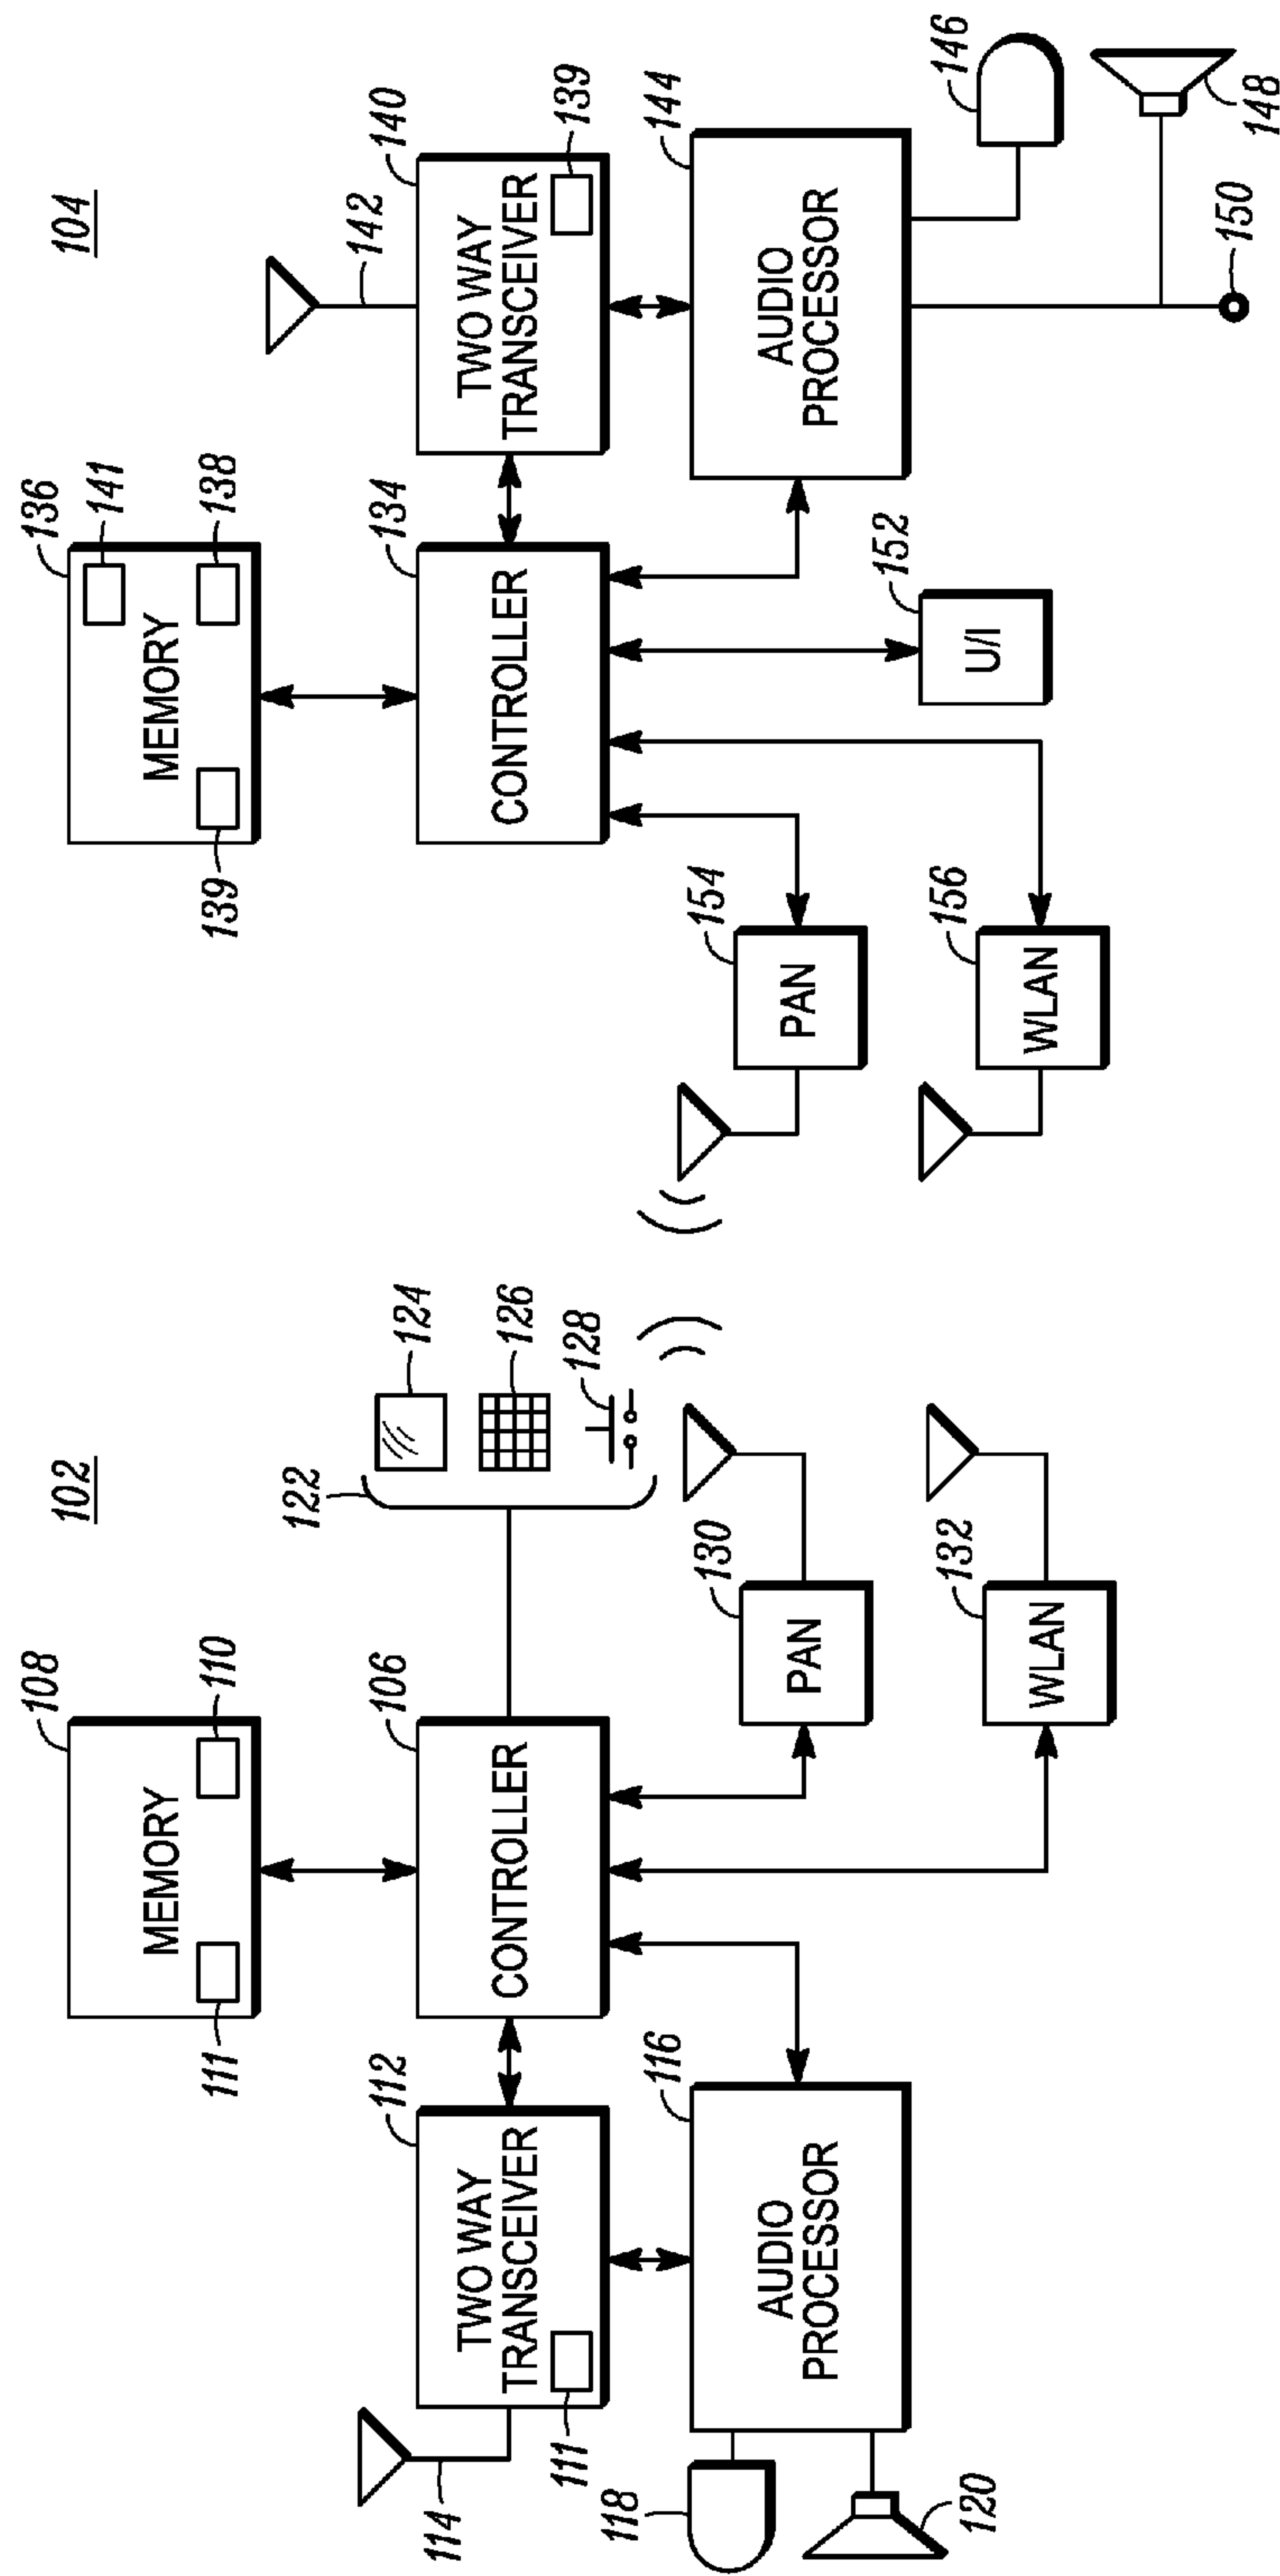 102
108
MEMORY
110
111
112
TWO WAY
TRANSCEIVER
111
114
106
CONTROLLER
122
124
126
128
116
AUDIO
PROCESSOR
118
120
130
PAN
132
WLAN
104
136
MEMORY
141
138
139
134
CONTROLLER
140
TWO WAY
TRANSCEIVER
139
142
144
AUDIO
PROCESSOR
146
148
150
152
U/I
154
PAN
156
WLAN